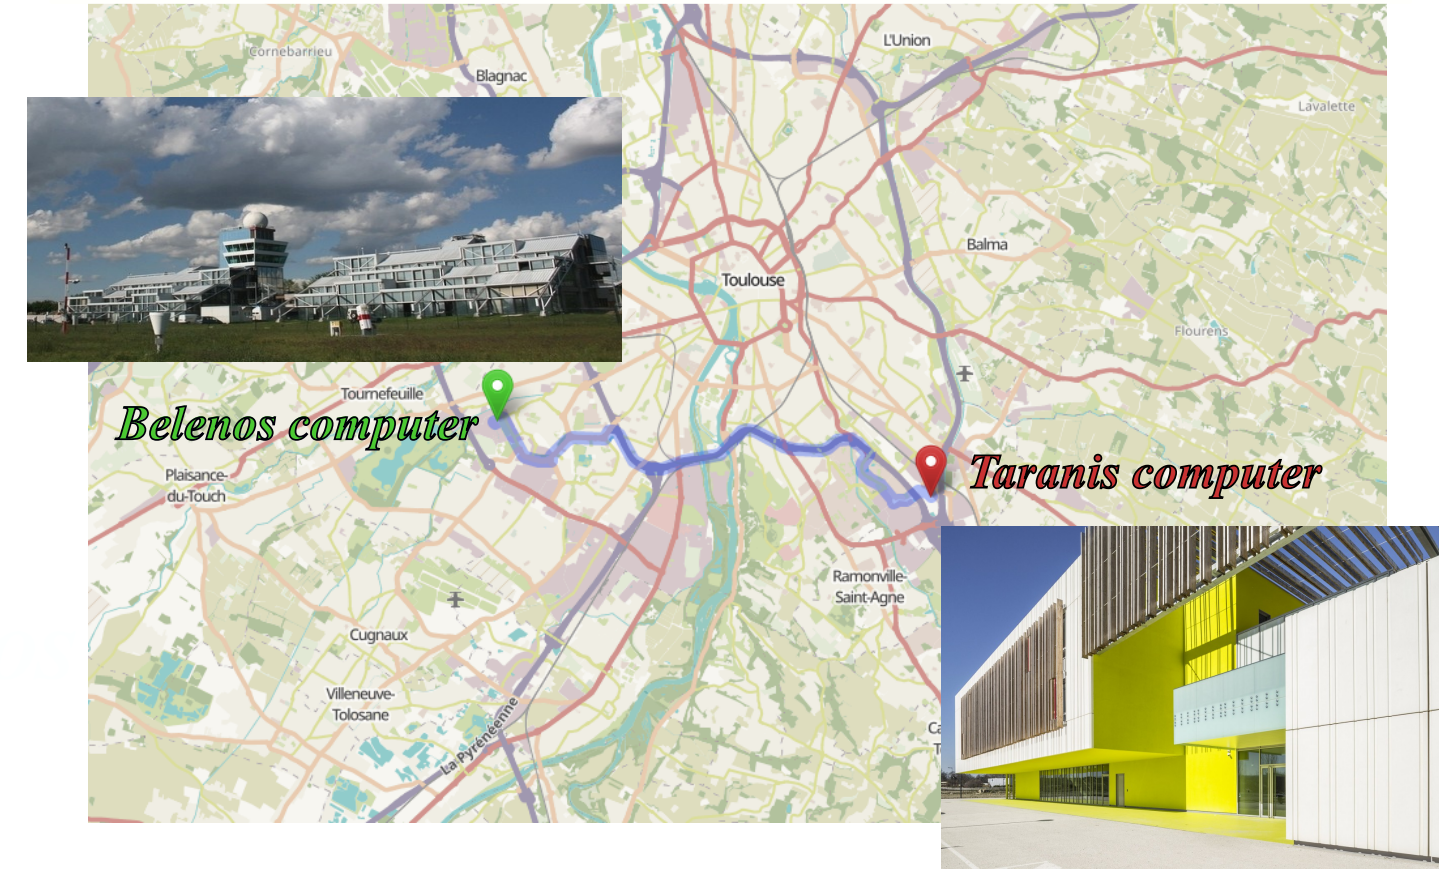 Cornebarrieu
L'Union
Blagnac
Lavalette
Balma
Toulouse
Flourens
Tournefeuille
Belenos computer
Taranis computer
Plaisance-
du-Touch
Ramonville-
Saint-Agne
Cugnaux
Villeneuve-
Tolosane
La Pyrénéenne